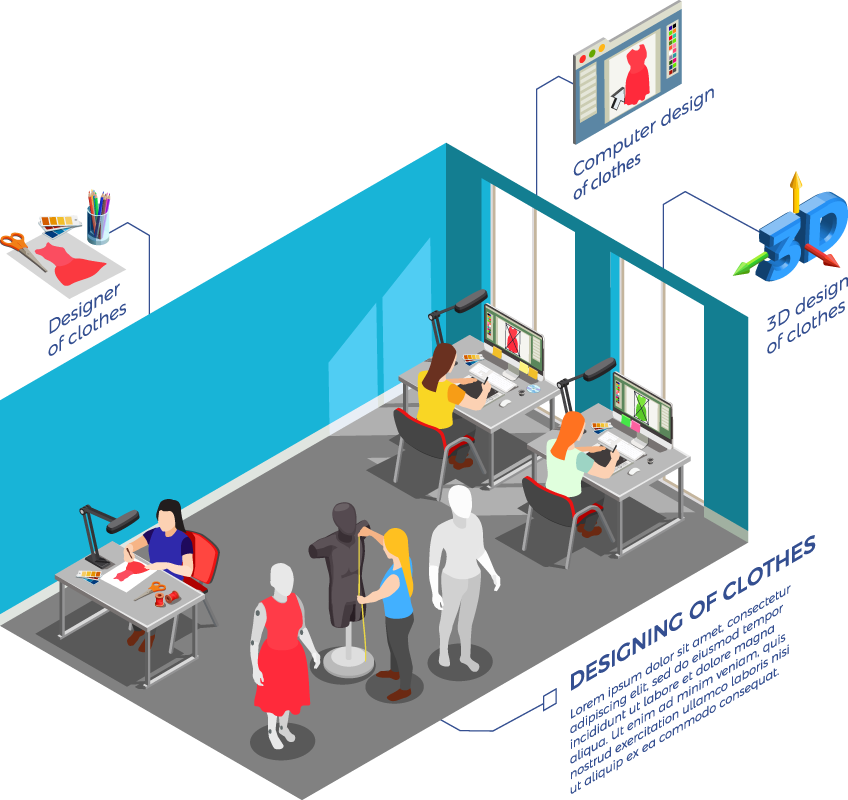 Computer design
of clothes
3D
3D design
of clothes
Designer
of clothes
DESIGNING OF CLOTHES
Lorem ipsum dolor sit amet, consectetur
adipiscing elit, sed do eiusmod tempor
incididunt ut labore et dolore magna
aliqua. Ut enim ad minim veniam, quis
nostrud exercitation ullamco laboris nisi
ut aliquip ex ea commodo consequat.